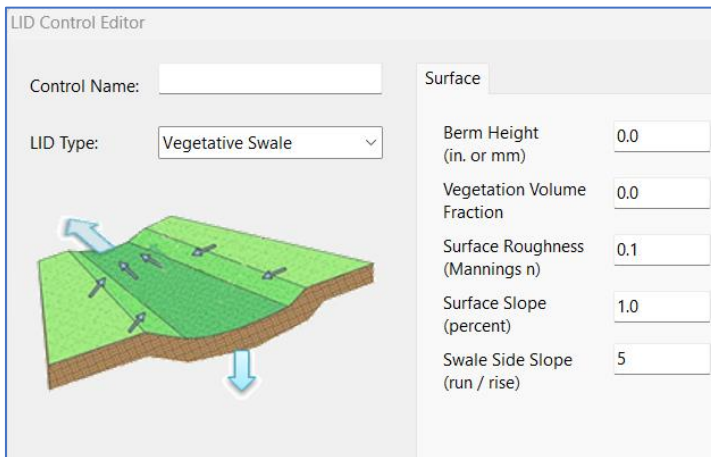 LID Control Editor
Control Name:
LID Type:
Vegetative Swale
Surface
Berm Height
(in. or mm)
0.0
Vegetation Volume
Fraction
0.0
Surface Roughness
(Mannings n)
0.1
Surface Slope
(percent)
1.0
Swale Side Slope
(run / rise)
5